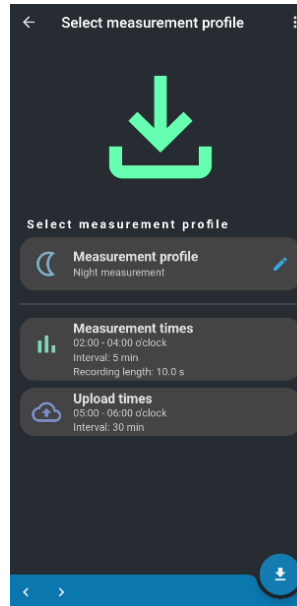 Select measurement profile
Select measurement profile
Measurement profile
Night measurement
Measurement times
02:00 - 04:00 o'clock
Interval: 5 min
Recording length: 10.0 s
Upload times
05:00 - 06:00 o'clock
Interval: 30 min